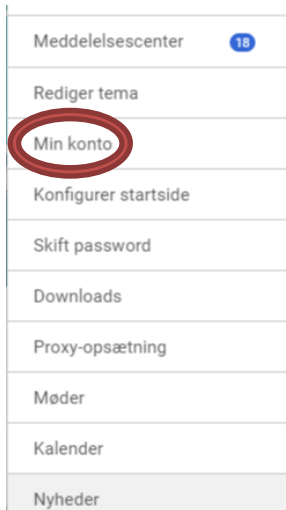 Meddelelsescenter 18
Rediger tema
Min konto
Konfigurer startside
Skift password
Downloads
Proxy-opsætning
Møder
Kalender
Nyheder